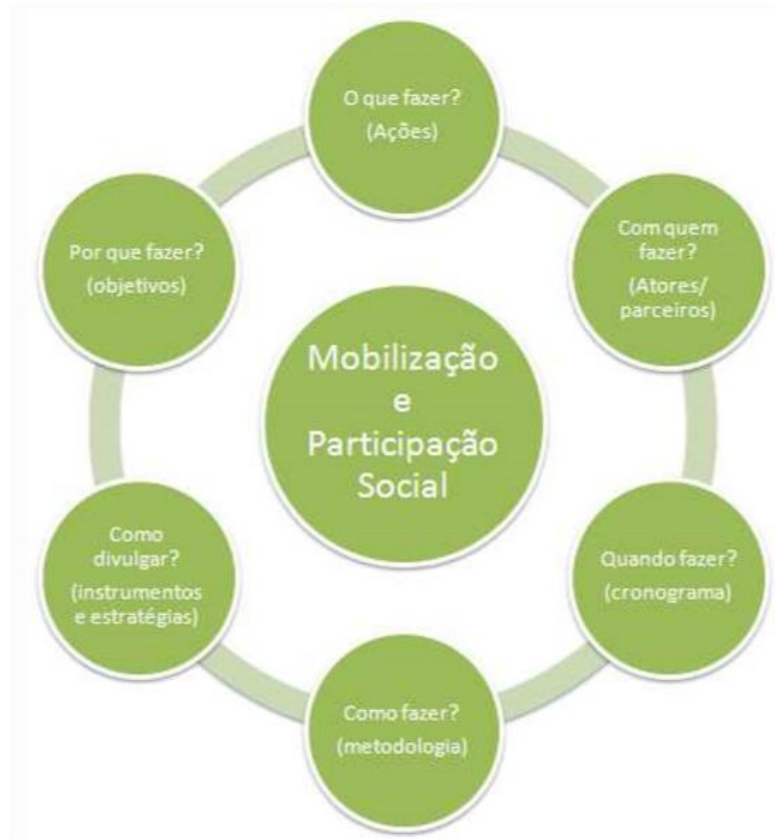 O que fazer?
(Ações)
Com quem
fazer?
(Atores/
parceiros)
Quando fazer?
(cronograma)
Como fazer?
(metodologia)
Como
divulgar?
(instrumentos
e estratégias)
Por que fazer?
(objetivos)
Mobilização
e
Participação
Social